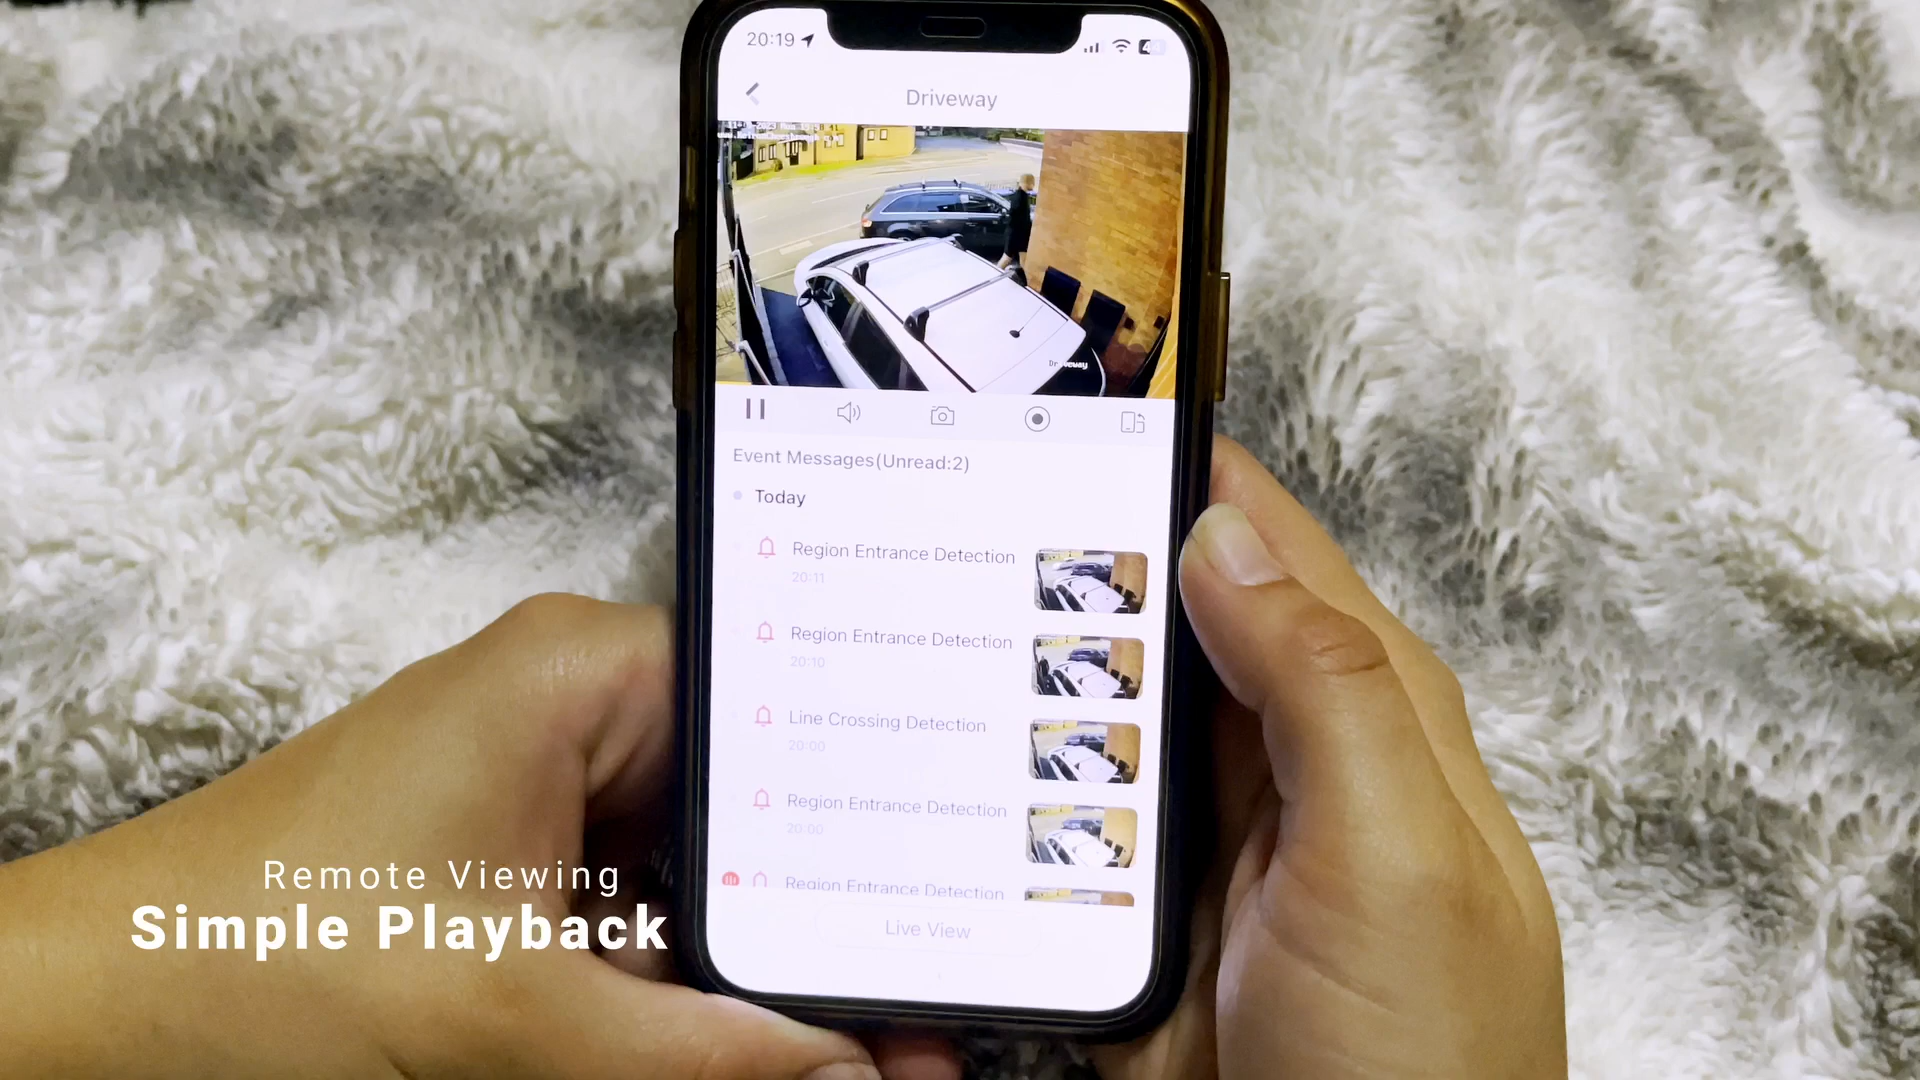 20:19
Driveway
Driveway
Event Messages(Unread:2)
Today
Region Entrance Detection
20:11
Region Entrance Detection
20:10
Line Crossing Detection
20:00
Region Entrance Detection
20:00
Region Entrance Detection
Live View
Remote Viewing
Simple Playback